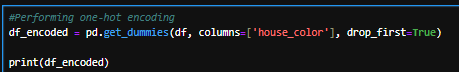 #Performing one-hot encoding
df_encoded = pd.get_dummies(df, columns=['house_color'], drop_first=True)
print(df_encoded)